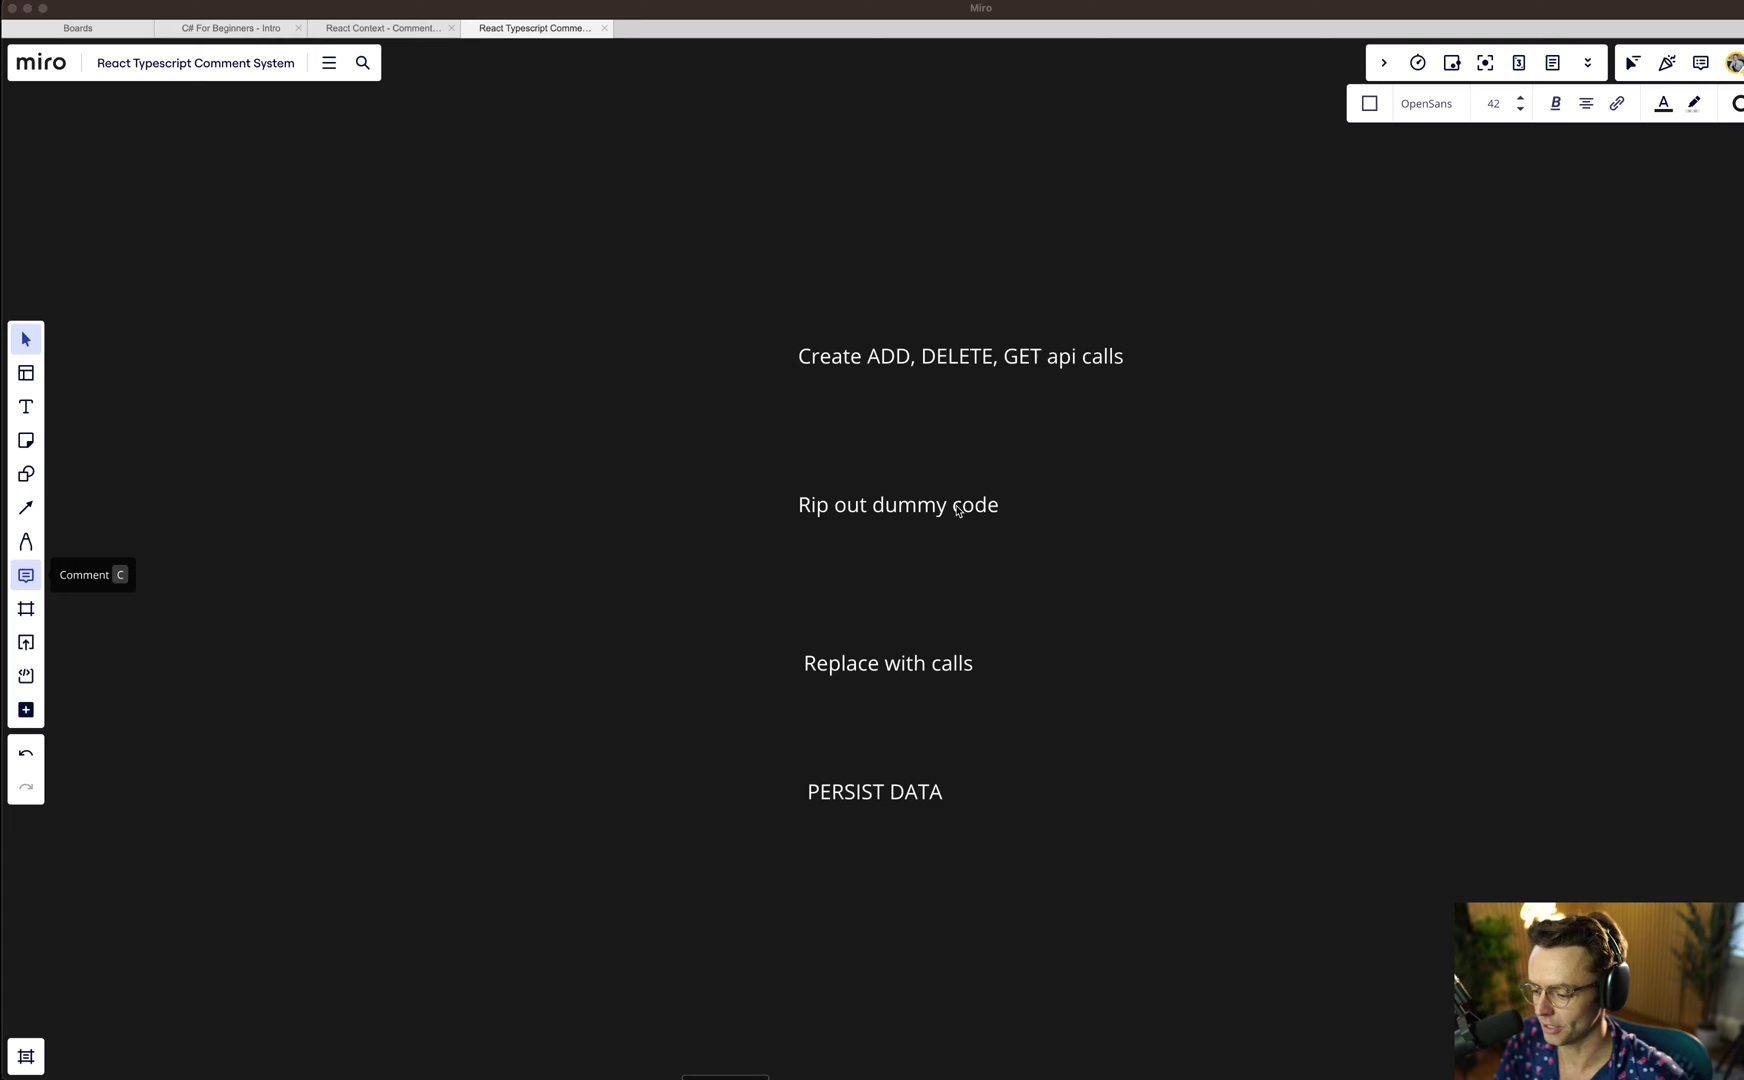 Miro
Boards
C# For Beginners - Intro
React Context - Comment...
React Typescript Comme...
miro
React Typescript Comment System
3
OpenSans
42
B
A
Create ADD, DELETE, GET api calls
Rip out dummy code
Comment C
Replace with calls
PERSIST DATA